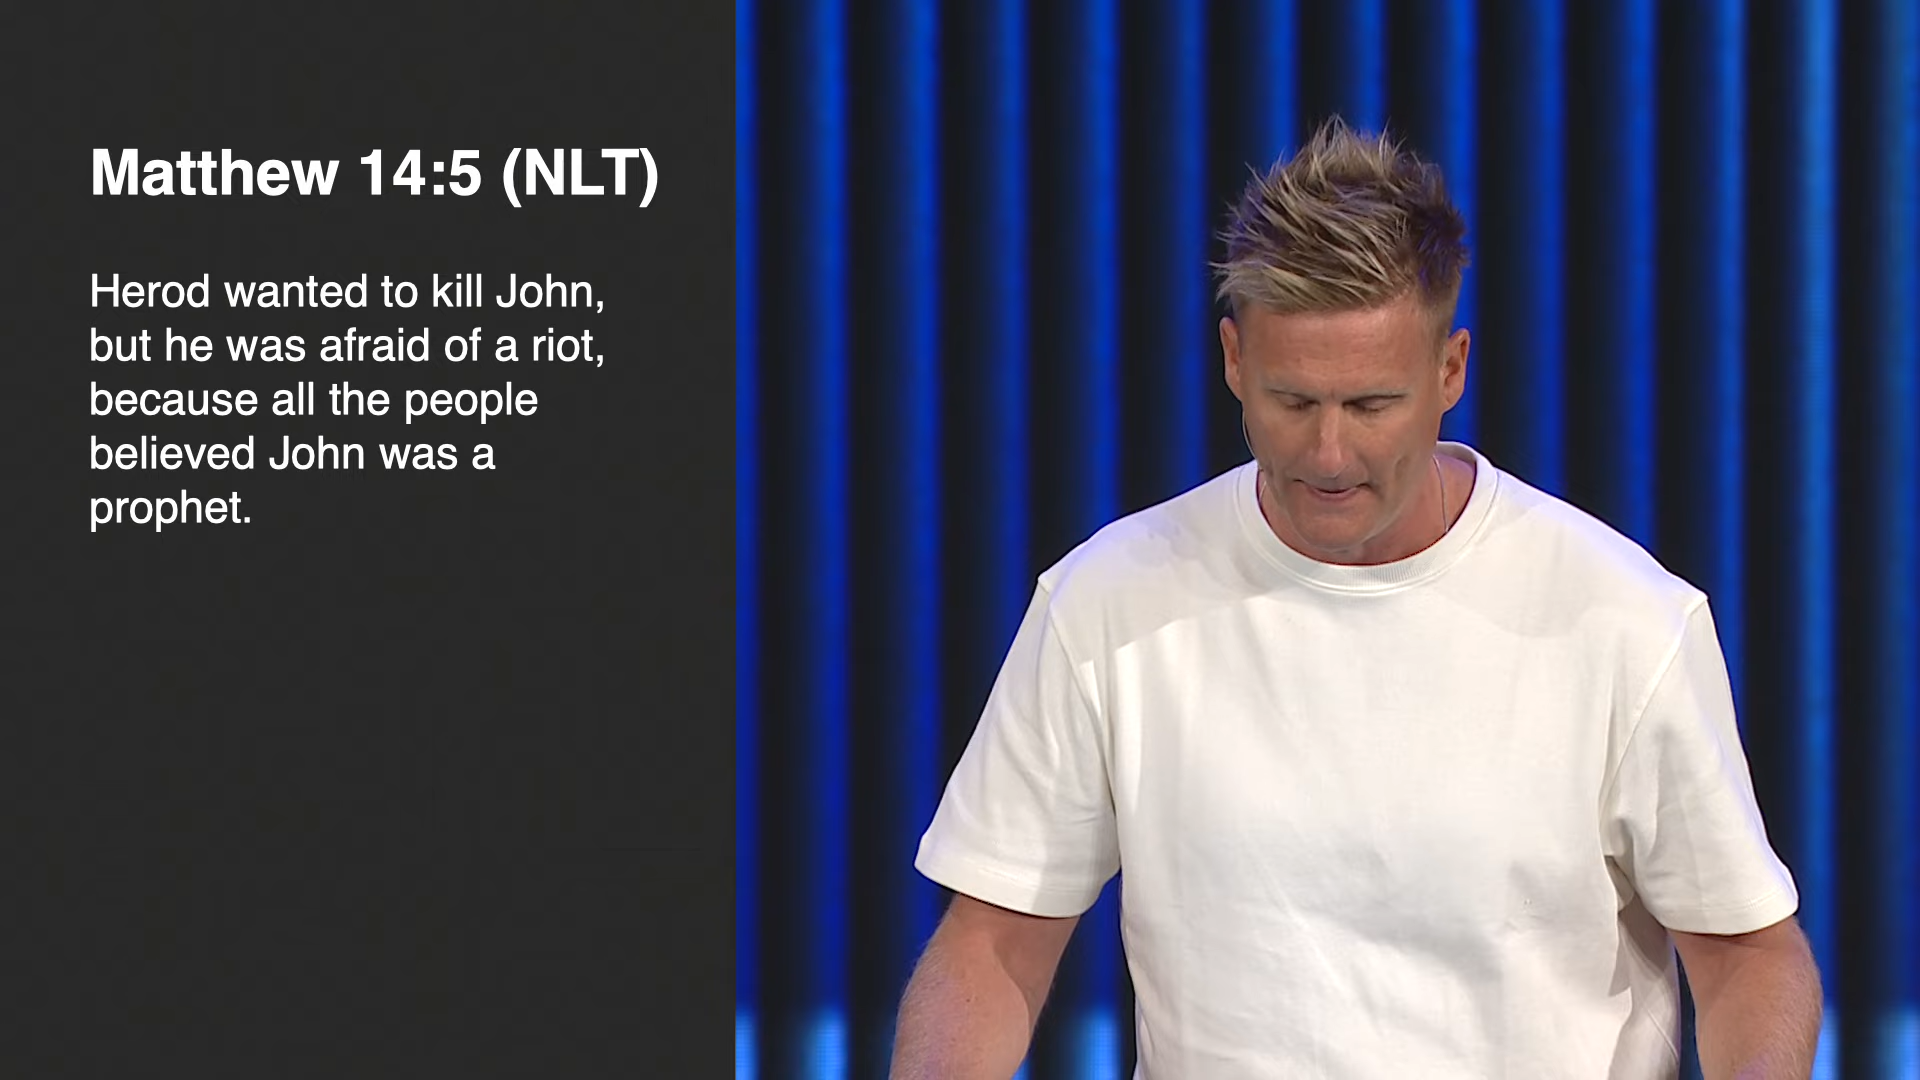 Matthew 14:5 (NLT)
Herod wanted to kill John,
but he was afraid of a riot,
because all the people
believed John was a
prophet.